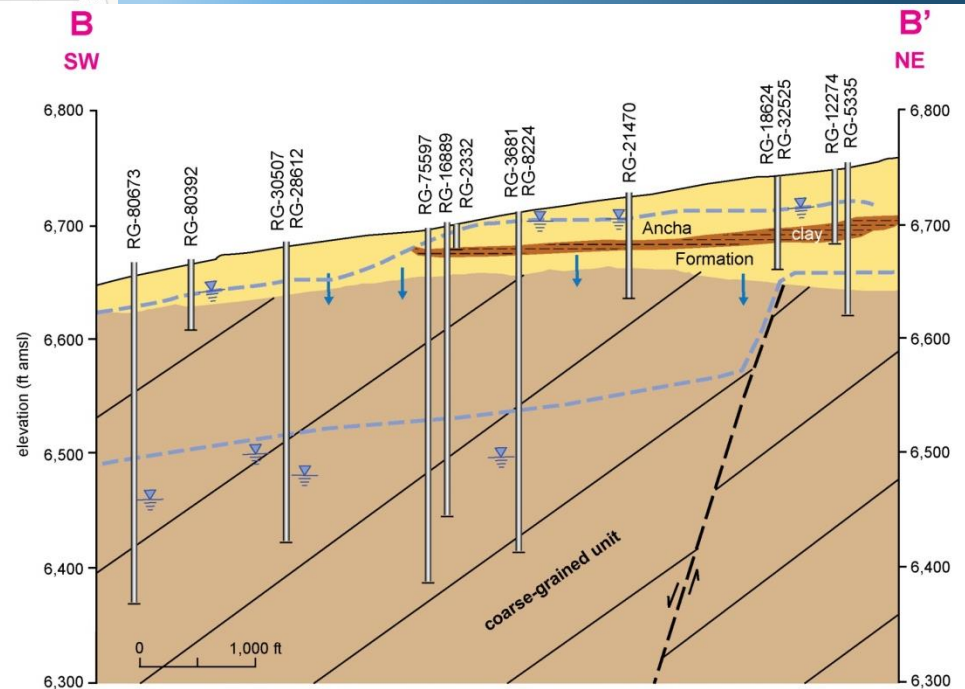 B
SW
B'
NE
6,800
6,700
6,600
6,500
6,400
6,300
elevation (ft amsl)
RG-80673
RG-80392
RG-30507
RG-28612
RG-75597
RG-16889
RG-2332
RG-3681
RG-8224
RG-21470
RG-18624
RG-32525
RG-12274
RG-5335
6,800
6,700
6,600
6,500
6,400
6,300
Ancha
clay
Formation
coarse-grained unit
0 1,000 ft